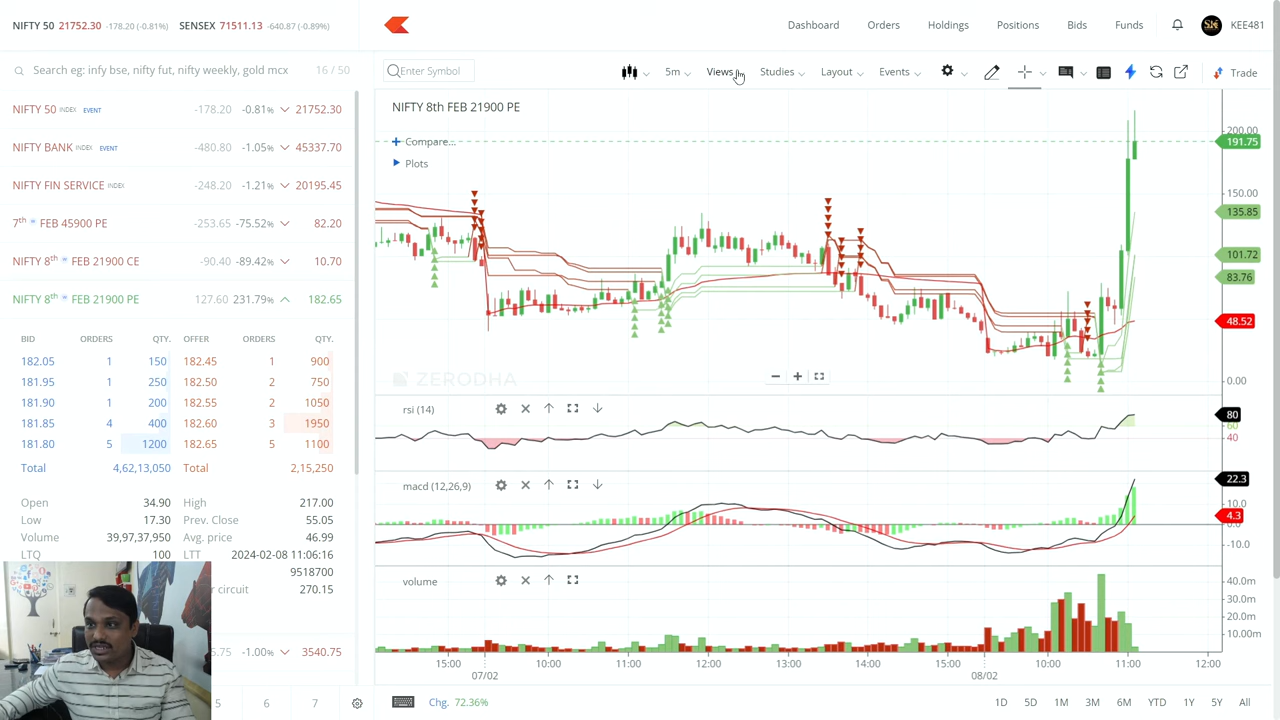 NIFTY 50 21752.30 -178.20 (-0.81%) SENSEX 71511.13 -640.87 (-0.89%)
Dashboard Orders Holdings Positions Bids Funds KEE481
Search eg: infy bse, nifty fut, nifty weekly, gold mcx 16 / 50
Enter Symbol 5m Views Studies Layout Events Trade
NIFTY 50 INDEX EVENT -178.20 -0.81% 21752.30
NIFTY BANK INDEX EVENT -480.80 -1.05% 45337.70
NIFTY FIN SERVICE INDEX -248.20 -1.21% 20195.45
7th w FEB 45900 PE -253.65 -75.52% 82.20
NIFTY 8th w FEB 21900 CE -90.40 -89.42% 10.70
NIFTY 8th w FEB 21900 PE 127.60 231.79% 182.65
BID ORDERS QTY. OFFER ORDERS QTY.
182.05 1 150 182.45 1 900
181.95 1 250 182.50 2 750
181.90 1 200 182.55 2 1050
181.85 4 400 182.60 3 1950
181.80 5 1200 182.65 5 1100
Total 4,62,13,050 Total 2,15,250
Open 34.90 High 217.00
Low 17.30 Prev. Close 55.05
Volume 39,97,37,950 Avg. price 46.99
LTQ 100 LTT 2024-02-08 11:06:16
9518700
circuit 270.15
5.75 -1.00% 3540.75
5 6 7
NIFTY 8th FEB 21900 PE
Compare...
Plots
200.00
191.75
150.00
135.85
101.72
83.76
48.52
0.00
ZERODHA
rsi (14)
80
60
40
macd (12,26,9)
22.3
10.0
4.3
0.0
-10.0
volume
40.0m
30.0m
20.0m
10.00m
15:00 10:00 11:00 12:00 13:00 14:00 15:00 10:00 11:00 12:00
07/02 08/02
Chg. 72.36% 1D 5D 1M 3M 6M YTD 1Y 5Y All